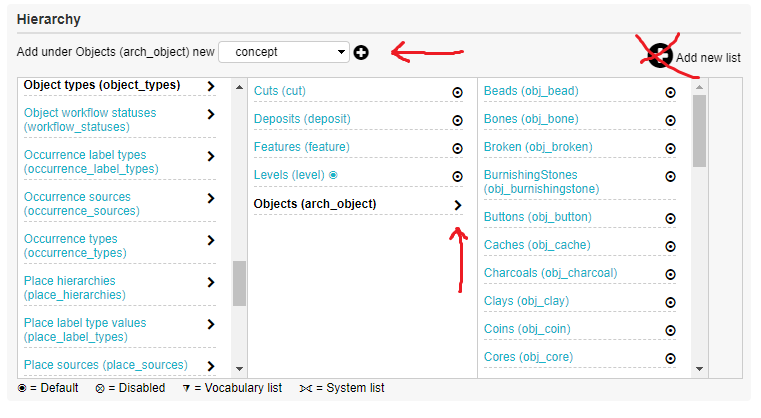 Hierarchy
Add under Objects (arch_object) new concept
Add new list
Object types (object_types)
Object workflow statuses
(workflow_statuses)
Occurrence label types
(occurrence_label_types)
Occurrence sources
(occurrence_sources)
Occurrence types
(occurrence_types)
Place hierarchies
(place_hierarchies)
Place label type values
(place_label_types)
Place sources (place_sources)
Cuts (cut)
Deposits (deposit)
Features (feature)
Levels (level)
Objects (arch_object)
Beads (obj_bead)
Bones (obj_bone)
Broken (obj_broken)
BurnishingStones
(obj_burnishingstone)
Buttons (obj_button)
Caches (obj_cache)
Charcoals (obj_charcoal)
Clays (obj_clay)
Coins (obj_coin)
Cores (obj_core)
= Default = Disabled = Vocabulary list = System list